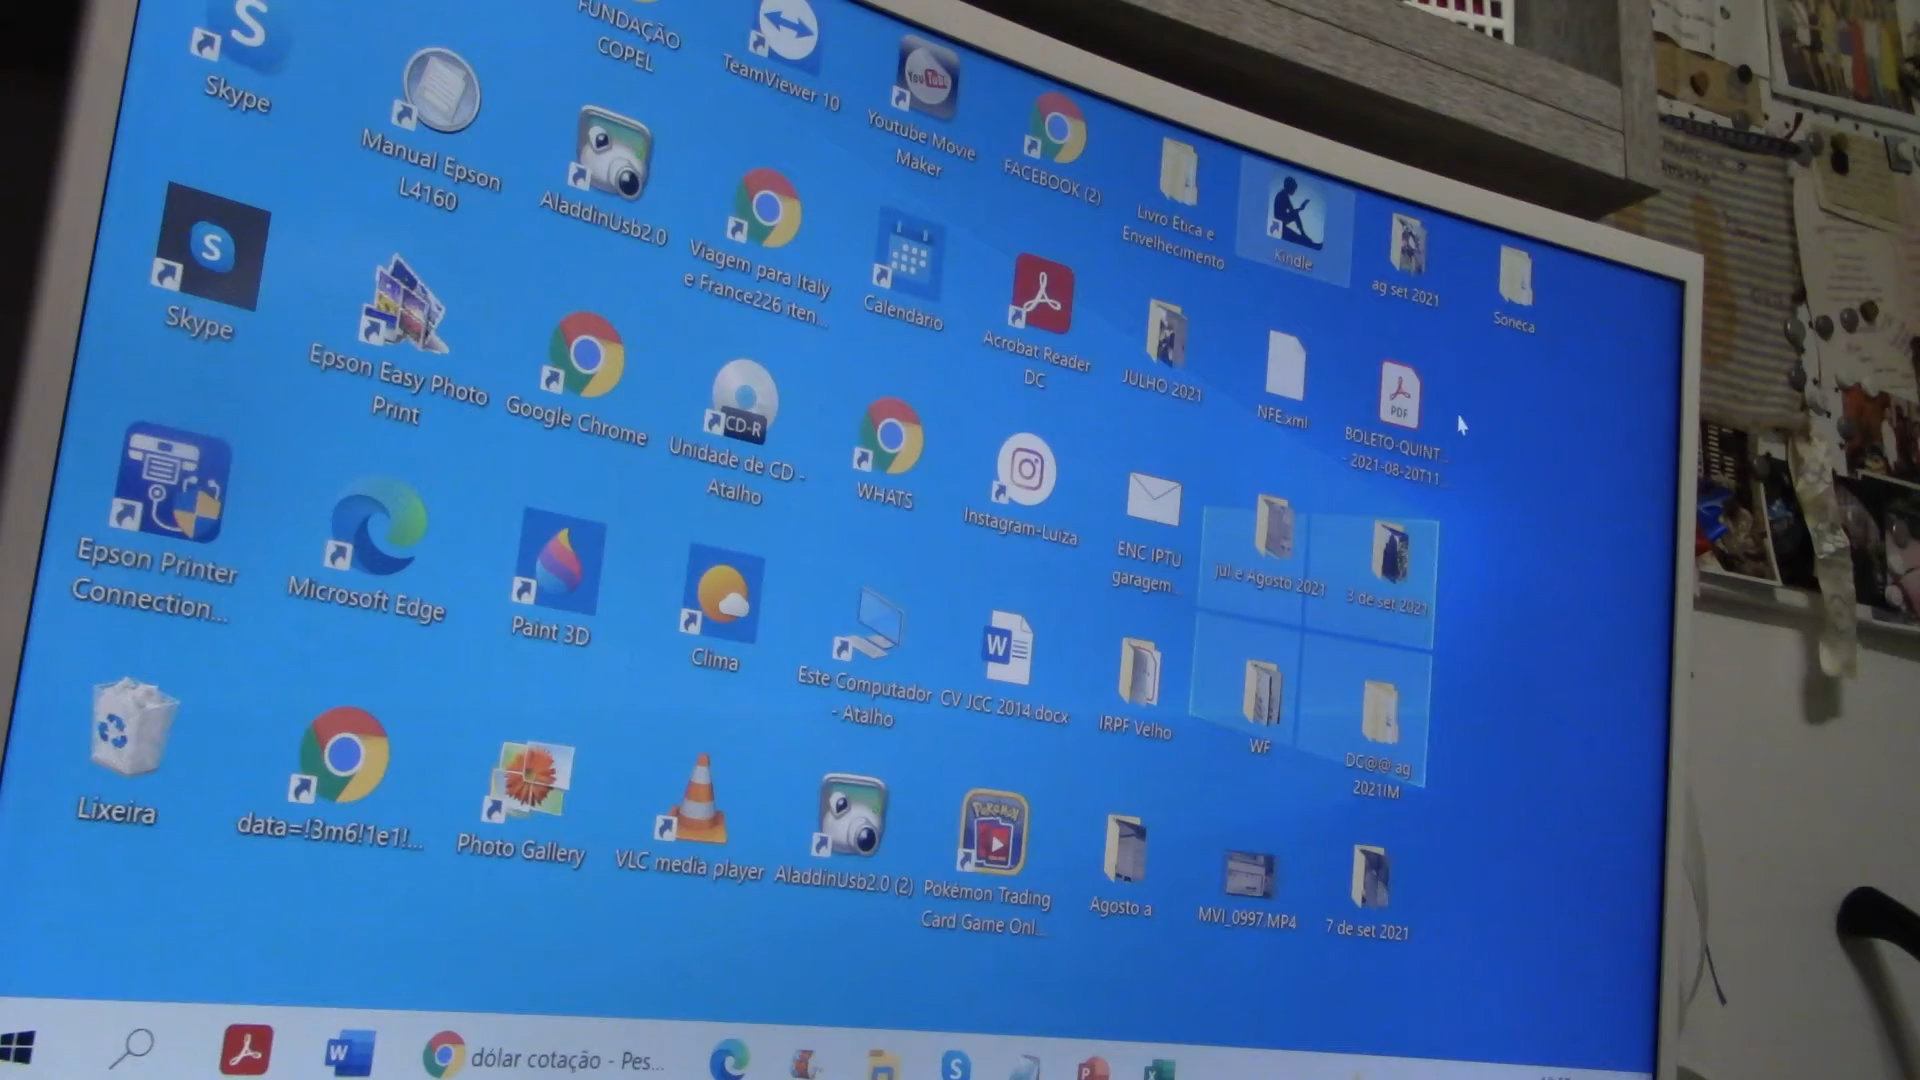 Skype
FUNDAÇÃO
COPEL
TeamViewer 10
Youtube Movie
Maker
FACEBOOK (2)
Livro Etica e
Envelhecimento
Kindle
ag set 2021
Soneca
Manual Epson
L4160
AladdinUsb2.0
Viagem para Italy
e France226 iten...
Calendário
Acrobat Reader
DC
JULHO 2021
NFE.xml
PDF
BOLETO-QUINT...
- 2021-08-20T11...
Skype
Epson Easy Photo
Print
Google Chrome
CD-R
Unidade de CD -
Atalho
WHATS
Instagram-Luiza
ENC IPTU
garagem...
jul e Agosto 2021
3 de set 2021
Epson Printer
Connection...
Microsoft Edge
Paint 3D
Clima
Este Computador
- Atalho
CV JCC 2014.docx
IRPF Velho
WF
DC@@ ag
2021IM
Lixeira
data=!3m6!1e1!...
Photo Gallery
VLC media player
AladdinUsb2.0 (2)
Pokémon Trading
Card Game Onl...
Agosto a
MVI_0997.MP4
7 de set 2021
dólar cotação - Pes...